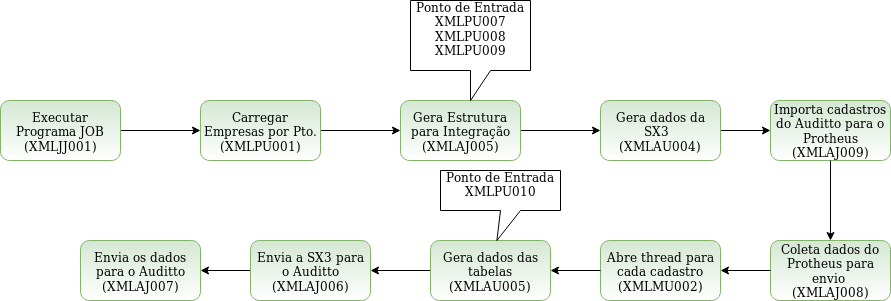 Ponto de Entrada
XMLPU007
XMLPU008
XMLPU009
Executar
Programa JOB
(XMLJJ001)
Carregar
Empresas por Pto.
(XMLPU001)
Gera Estrutura
para Integração
(XMLAJ005)
Gera dados da
SX3
(XMLAU004)
Importa cadastros
do Auditto para o
Protheus
(XMLAJ009)
Ponto de Entrada
XMLPU010
Envia os dados
para o Auditto
(XMLAJ007)
Envia a SX3 para
o Auditto
(XMLAJ006)
Gera dados das
tabelas
(XMLAU005)
Abre thread para
cada cadastro
(XMLMU002)
Coleta dados do
Protheus para
envio
(XMLAJ008)